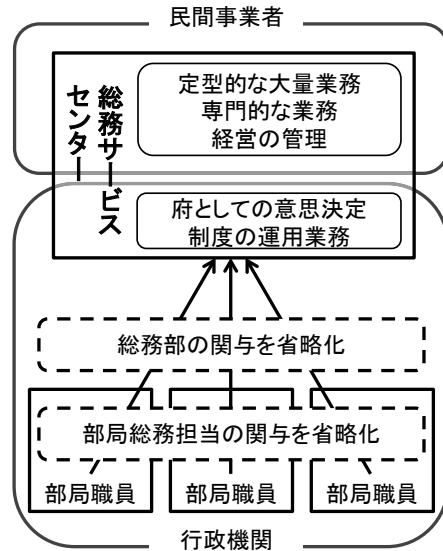 民間事業者
総務サービス
センター
定型的な大量業務
専門的な業務
経営の管理
府としての意思決定
制度の運用業務
総務部の関与を省略化
部局総務担当の関与を省略化
部局職員
部局職員
部局職員
行政機関